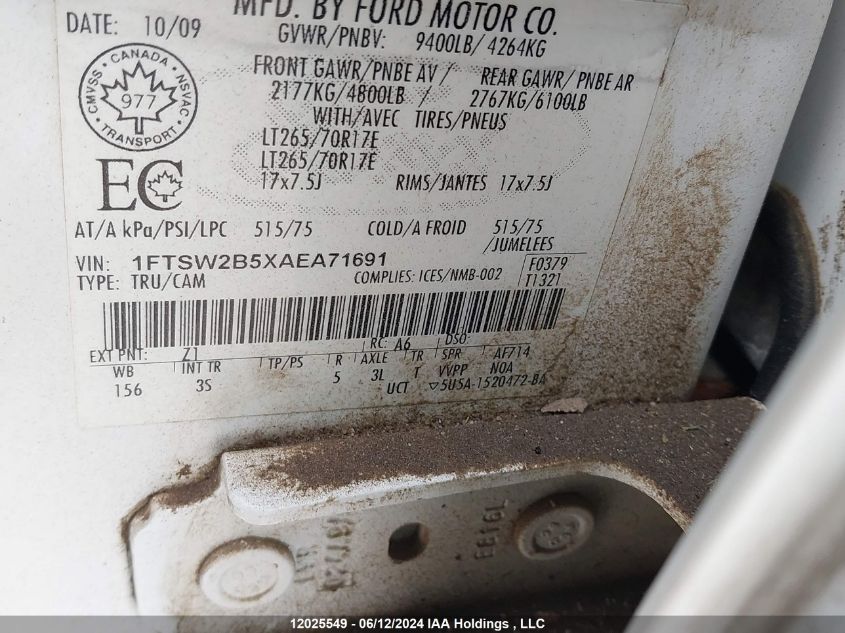 MFD. BY FORD MOTOR CO.
DATE: 10/09
GVWR/PNBV: 9400LB/ 4264KG
FRONT GAWR/PNBE AV / REAR GAWR/ PNBE AR
2177KG/4800LB / 2767KG/6100LB
WITH/AVEC TIRES/PNEUS
CANADA
CMVSS
NSVAC
977
TRANSPORT
LT265/70R17E
LT265/70R17E
17x7.5J RIMS/JANTES 17x7.5J
EC
AT/A kPa/PSI/LPC 515/75 COLD/A FROID 515/75
/JUMELEES
VIN: 1FTSW2B5XAEA71691
TYPE: TRU/CAM COMPLIES: ICES/NMB-002
F0379
T1321
EXT PNT: Z1 RC: A6 DSO:
WB INT TR TP/PS R AXLE TR SPR AF714
156 3S 5 3L T VVPP NOA
UCT 5U5A-1520472-BA
12025549 - 06/12/2024 IAA Holdings , LLC